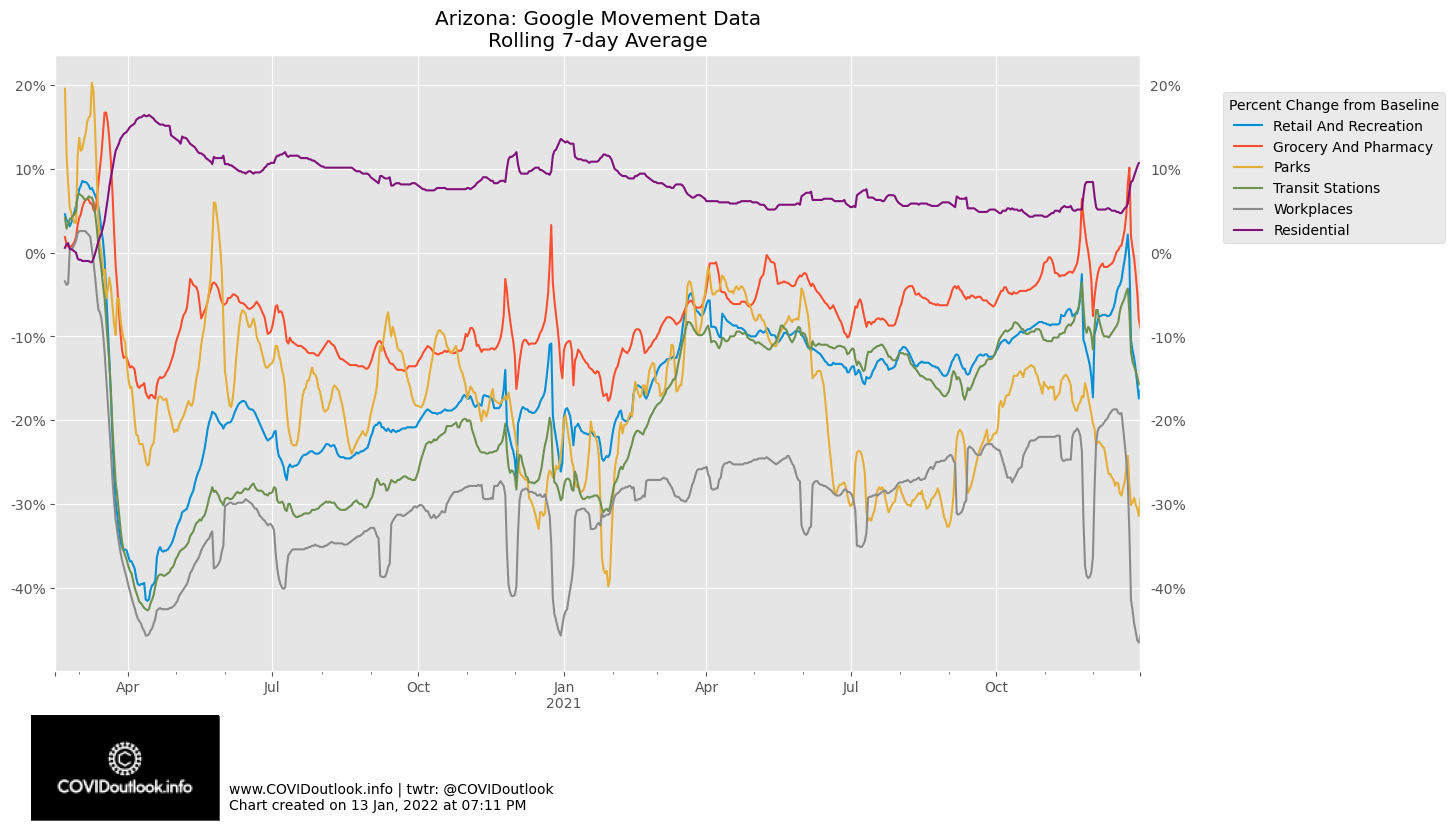 Arizona: Google Movement Data
Rolling 7-day Average
20%
10%
0%
-10%
-20%
-30%
-40%
20%
10%
0%
-10%
-20%
-30%
-40%
Apr
Jul
Oct
Jan
2021
Apr
Jul
Oct
Percent Change from Baseline
Retail And Recreation
Grocery And Pharmacy
Parks
Transit Stations
Workplaces
Residential
COVIDoutlook.info
www.COVIDoutlook.info | twtr: @COVIDoutlook
Chart created on 13 Jan, 2022 at 07:11 PM